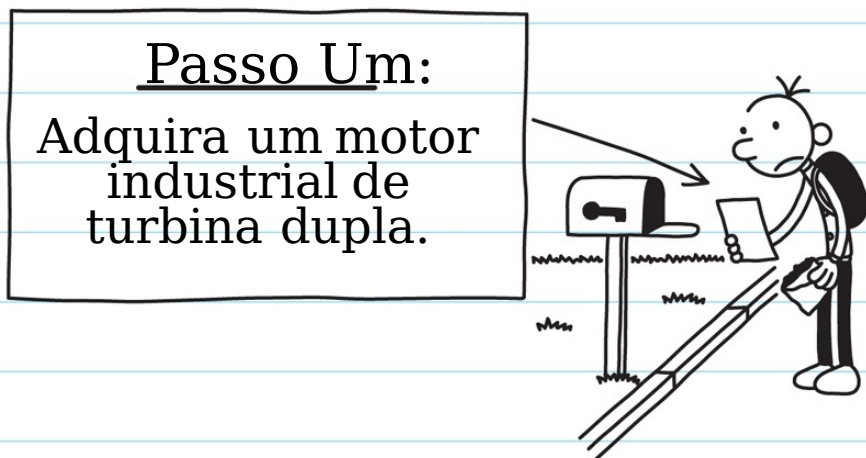 Passo Um:
Adquira um motor
industrial de
turbina dupla.